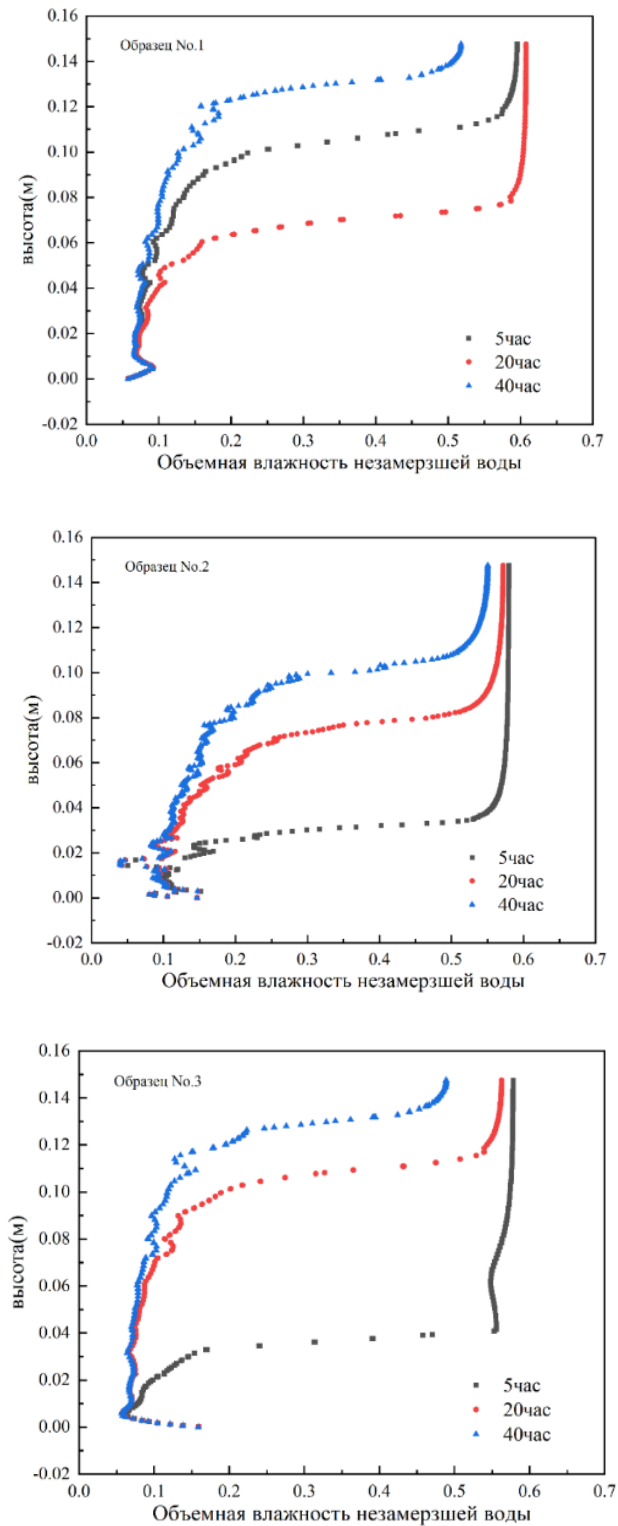 0.16
Образец No.1
0.14
0.12
0.10
0.08
высота(м)
0.06
0.04
5час
0.02
20час
0.00
40час
-0.02
0.0 0.1 0.2 0.3 0.4 0.5 0.6 0.7
Объемная влажность незамерзшей воды
0.16
Образец No.2
0.14
0.12
0.10
0.08
высота(м)
0.06
0.04
5час
0.02
20час
0.00
40час
-0.02
0.0 0.1 0.2 0.3 0.4 0.5 0.6 0.7
Объемная влажность незамерзшей воды
0.16
Образец No.3
0.14
0.12
0.10
0.08
высота(м)
0.06
0.04
5час
0.02
20час
0.00
40час
-0.02
0.0 0.1 0.2 0.3 0.4 0.5 0.6 0.7
Объемная влажность незамерзшей воды